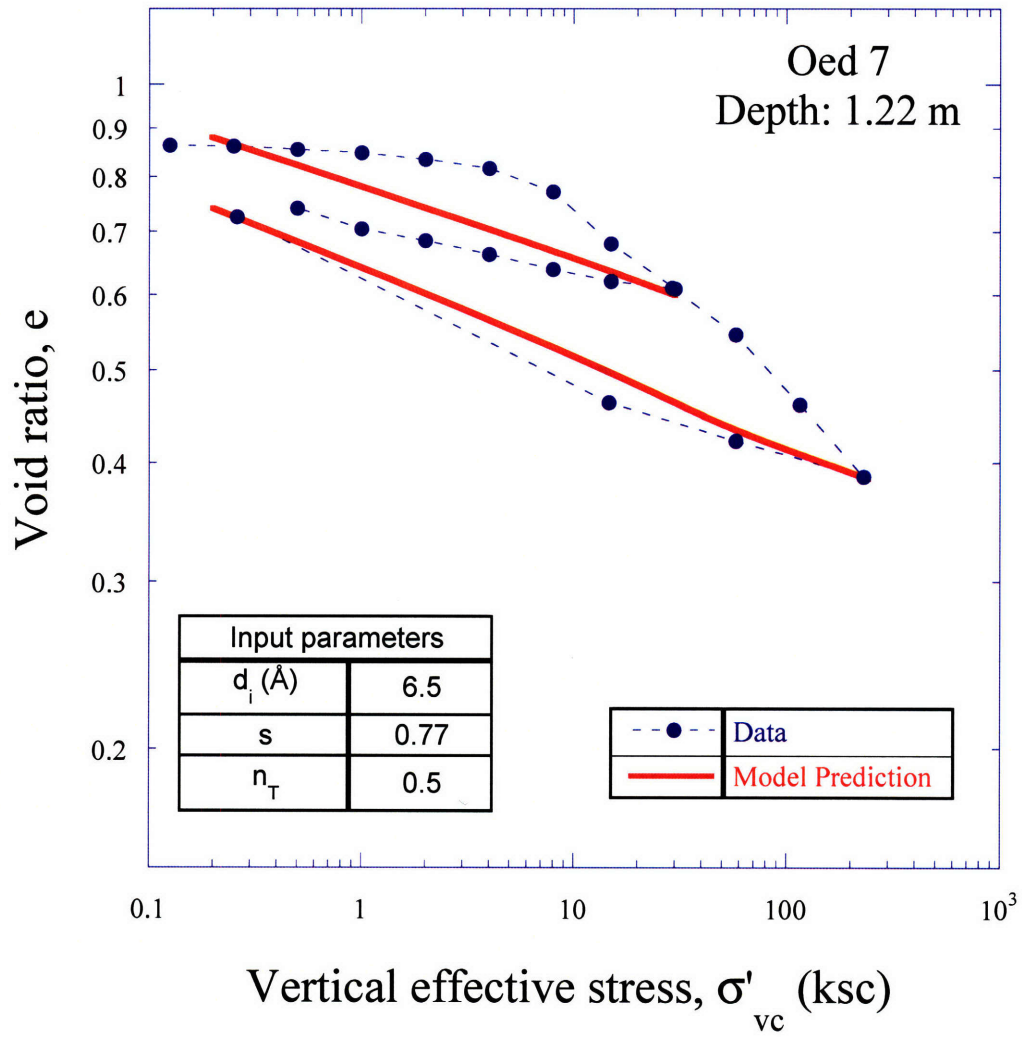 Oed 7
Depth: 1.22 m
Void ratio, e
1
0.9
0.8
0.7
0.6
0.5
0.4
0.3
0.2
Input parameters
d_i (Å) 6.5
s 0.77
n_T 0.5
Data
Model Prediction
0.1 1 10 100 10³
Vertical effective stress, σ'_vc (ksc)